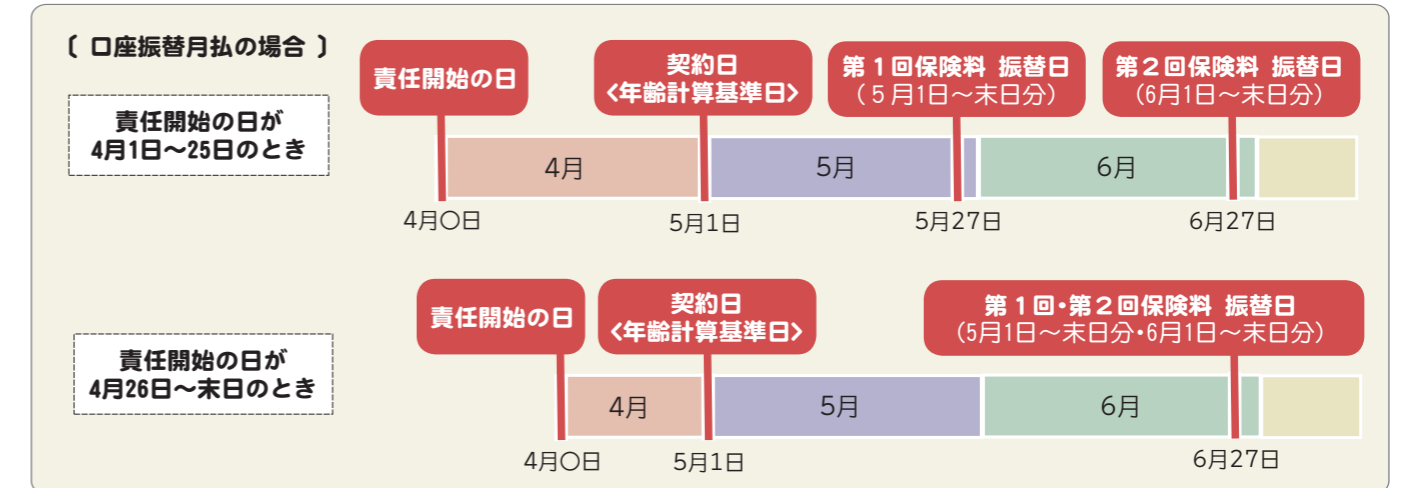 〔 口座振替月払の場合 〕
責任開始の日が
4月1日～25日のとき
責任開始の日
契約日
<年齢計算基準日>
第1回保険料 振替日
(5月1日～末日分)
第2回保険料 振替日
(6月1日～末日分)
4月
5月
6月
4月〇日
5月1日
5月27日
6月27日
責任開始の日が
4月26日～末日のとき
責任開始の日
契約日
<年齢計算基準日>
第1回・第2回保険料 振替日
(5月1日～末日分・6月1日～末日分)
4月
5月
6月
4月〇日
5月1日
6月27日